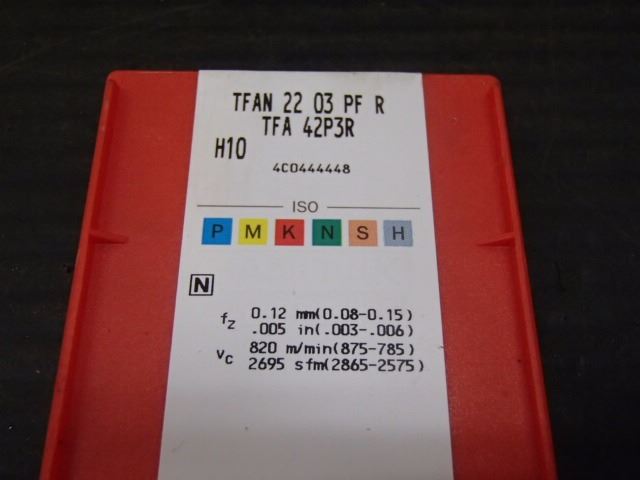 TFAN 22 03 PF R
TFA 42P3R
H10
4C0444448
ISO
P M K N S H
N
fz 0.12 mm(0.08-0.15)
.005 in(.003-.006)
vc 820 m/min(875-785)
2695 sfm(2865-2575)